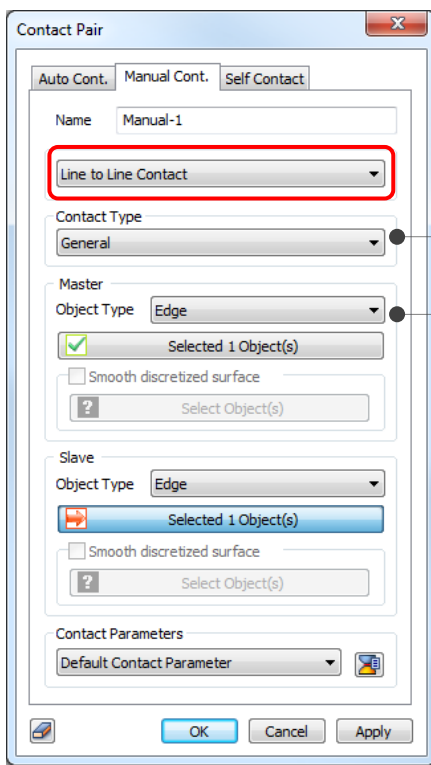 Contact Pair
Auto Cont. Manual Cont. Self Contact
Name Manual-1
Line to Line Contact
Contact Type
General
Master
Object Type Edge
Selected 1 Object(s)
Smooth discretized surface
? Select Object(s)
Slave
Object Type Edge
Selected 1 Object(s)
Smooth discretized surface
? Select Object(s)
Contact Parameters
Default Contact Parameter
OK Cancel Apply